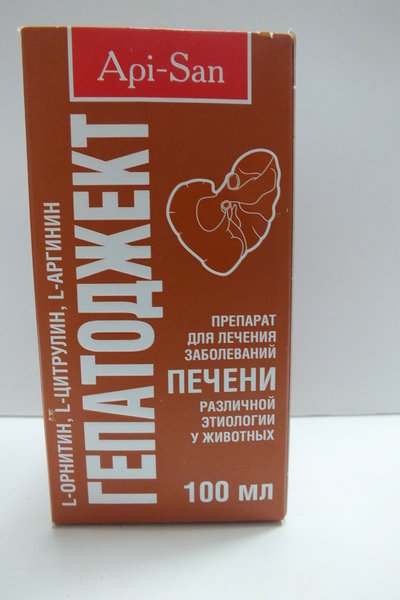 Api-San
L-ОРНИТИН, L-ЦИТРУЛИН, L-АРГИНИН
ГЕПАТОДЖЕКТ
ПРЕПАРАТ
ДЛЯ ЛЕЧЕНИЯ
ЗАБОЛЕВАНИЙ
ПЕЧЕНИ
РАЗЛИЧНОЙ
ЭТИОЛОГИИ
У ЖИВОТНЫХ
100 мл